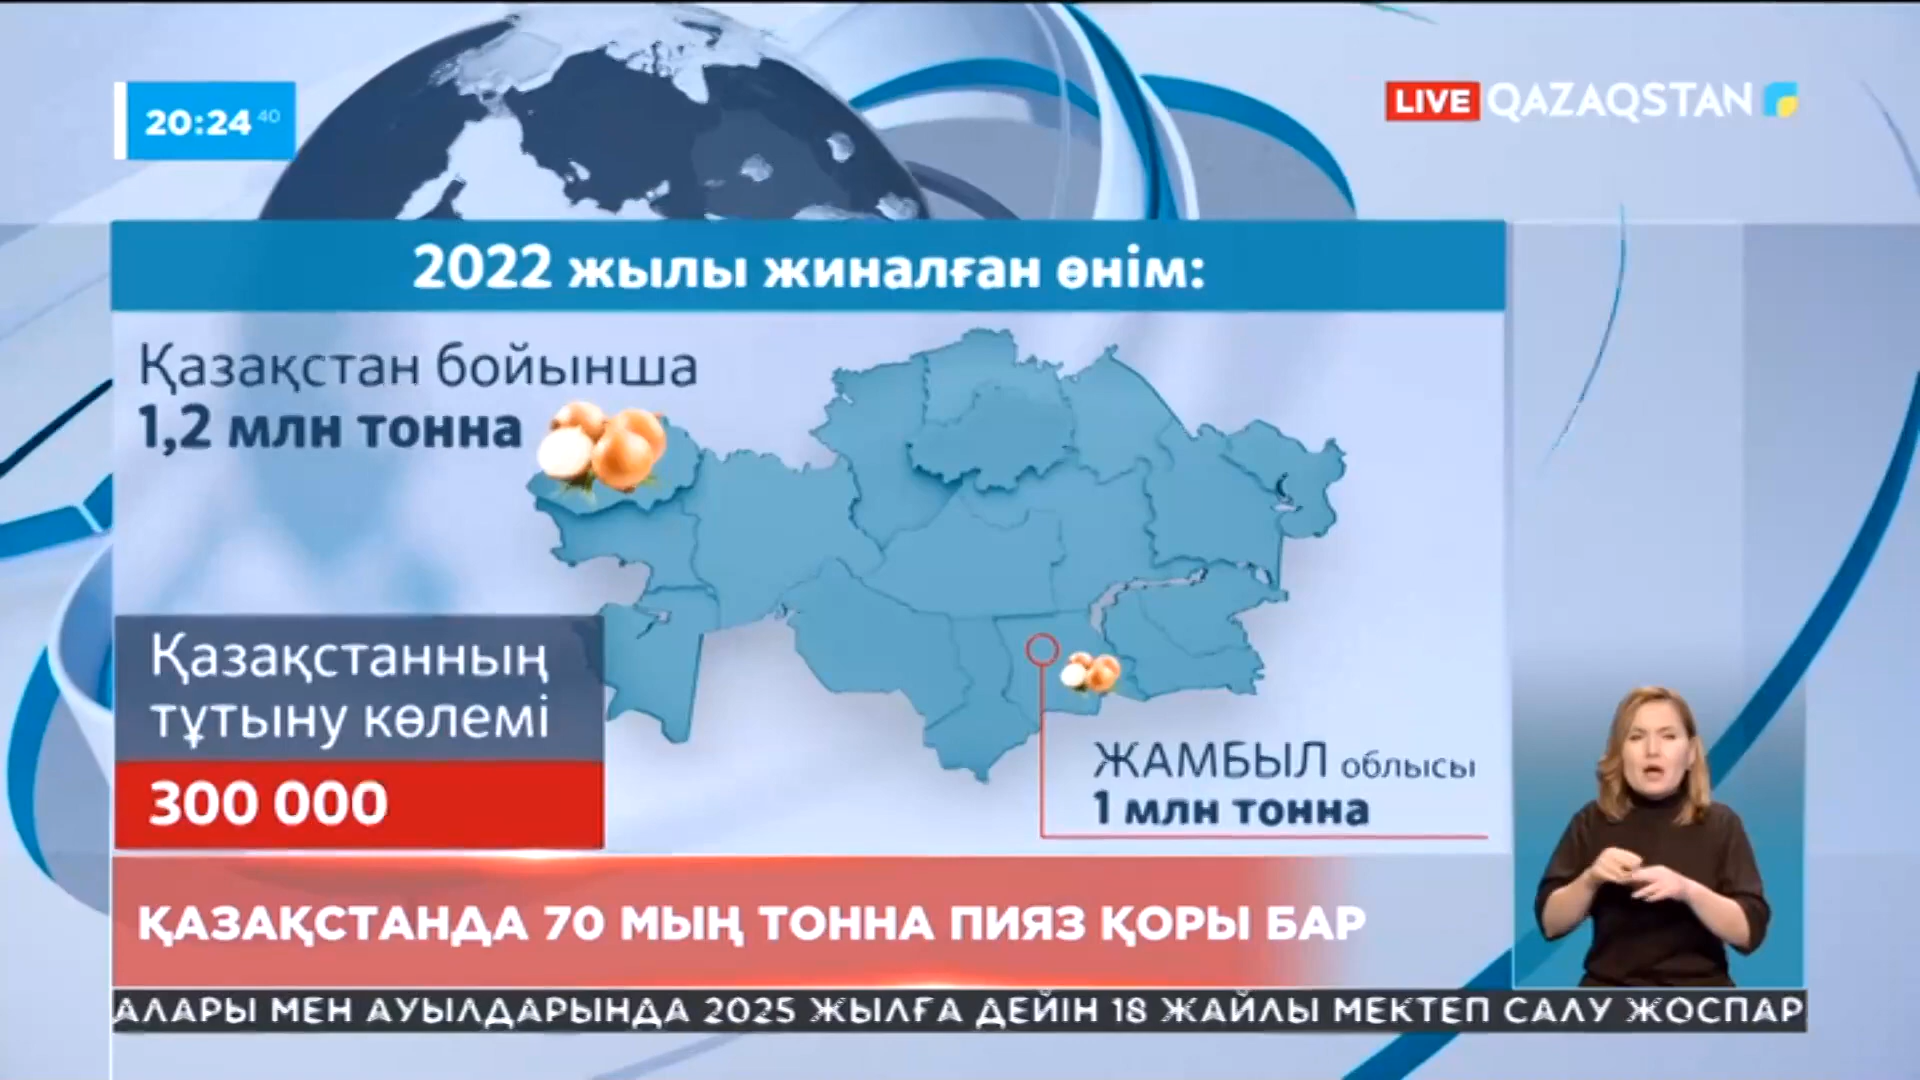 20:24 40
LIVE QAZAQSTAN
2022 жылы жиналған өнім:
Қазақстан бойынша
1,2 млн тонна
Қазақстанның
тұтыну көлемі
300 000
ЖАМБЫЛ облысы
1 млн тонна
ҚАЗАҚСТАНДА 70 МЫҢ ТОННА ПИЯЗ ҚОРЫ БАР
АЛАРЫ МЕН АУЫЛДАРЫНДА 2025 ЖЫЛҒА ДЕЙІН 18 ЖАЙЛЫ МЕКТЕП САЛУ ЖОСПАР